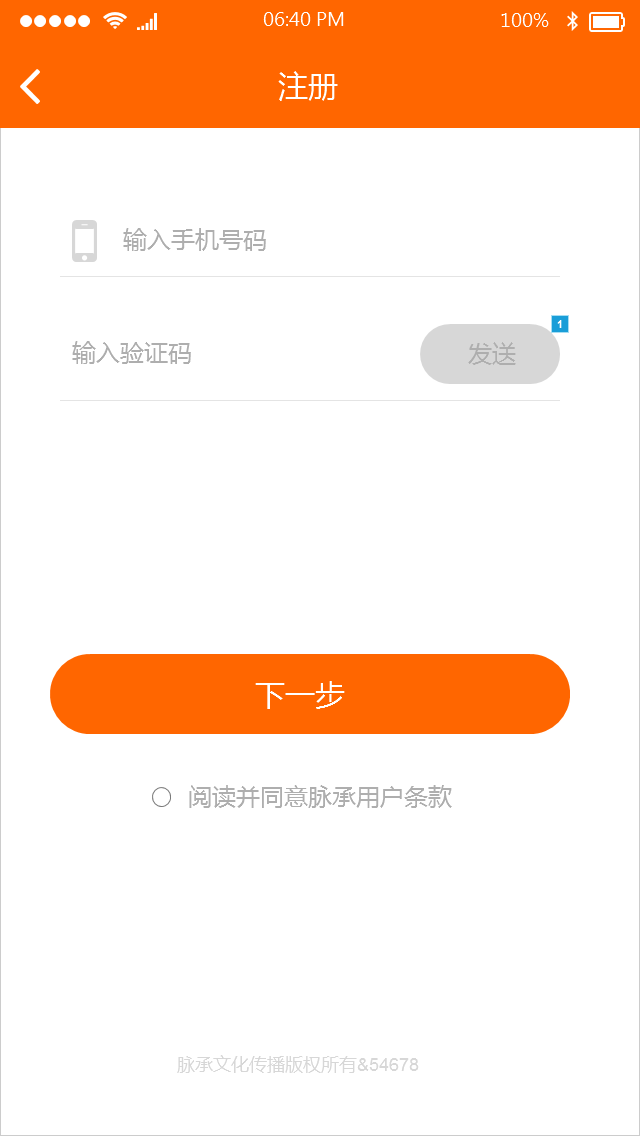 06:40 PM 100%
注册
输入手机号码
1
输入验证码 发送
下一步
阅读并同意脉承用户条款
脉承文化传播版权所有&54678